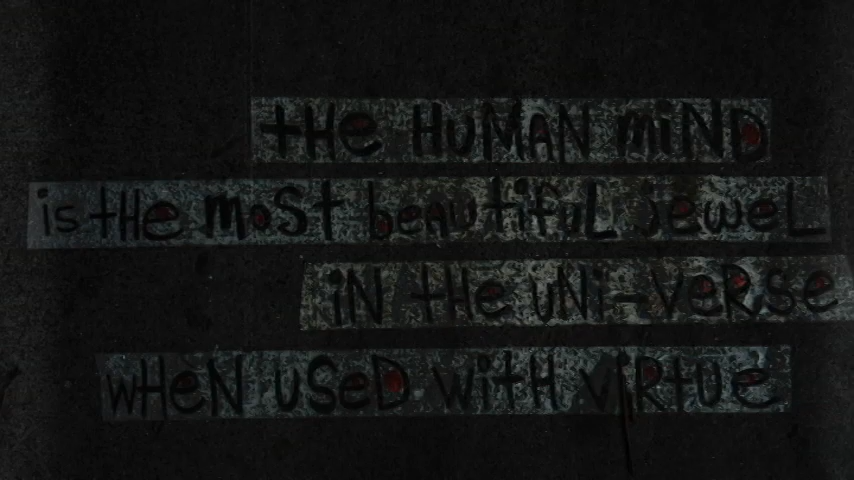 tHe HUMAN miND
is tHe moSt beautifuL jeweL
iN tHe uNi-VeRse
wHeN uSeD witH viRtUe